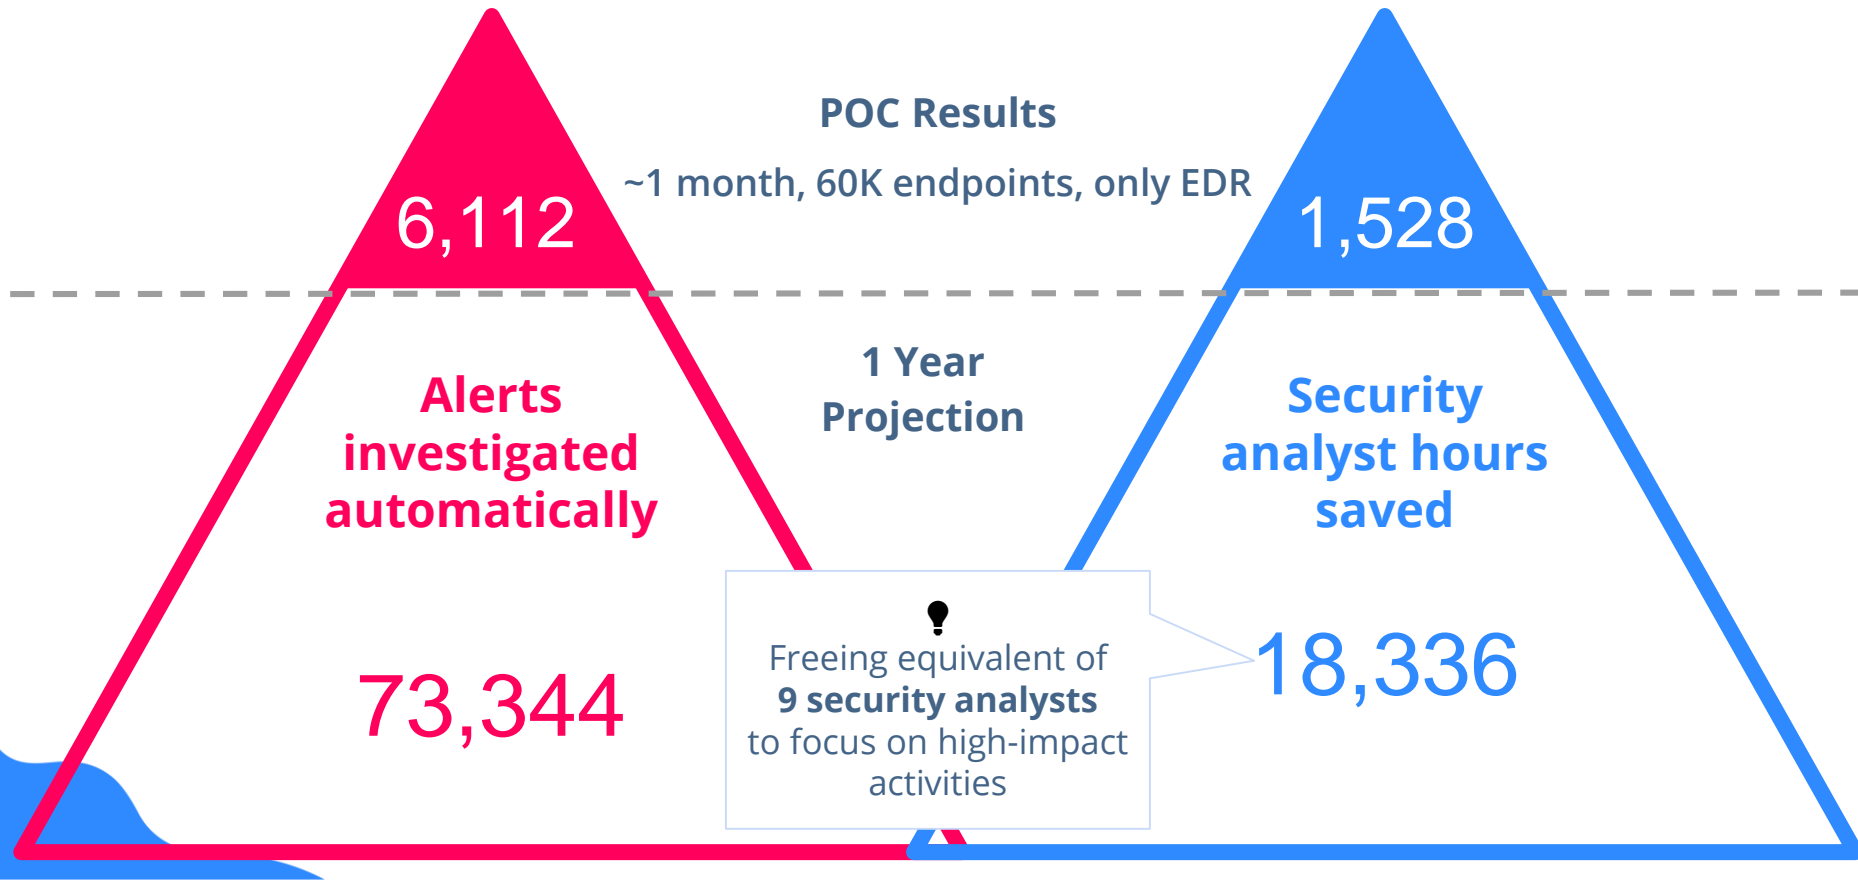 POC Results
~1 month, 60K endpoints, only EDR
6,112
1,528
1 Year
Projection
Alerts
investigated
automatically
Security
analyst hours
saved
73,344
Freeing equivalent of
9 security analysts
to focus on high-impact
activities
18,336